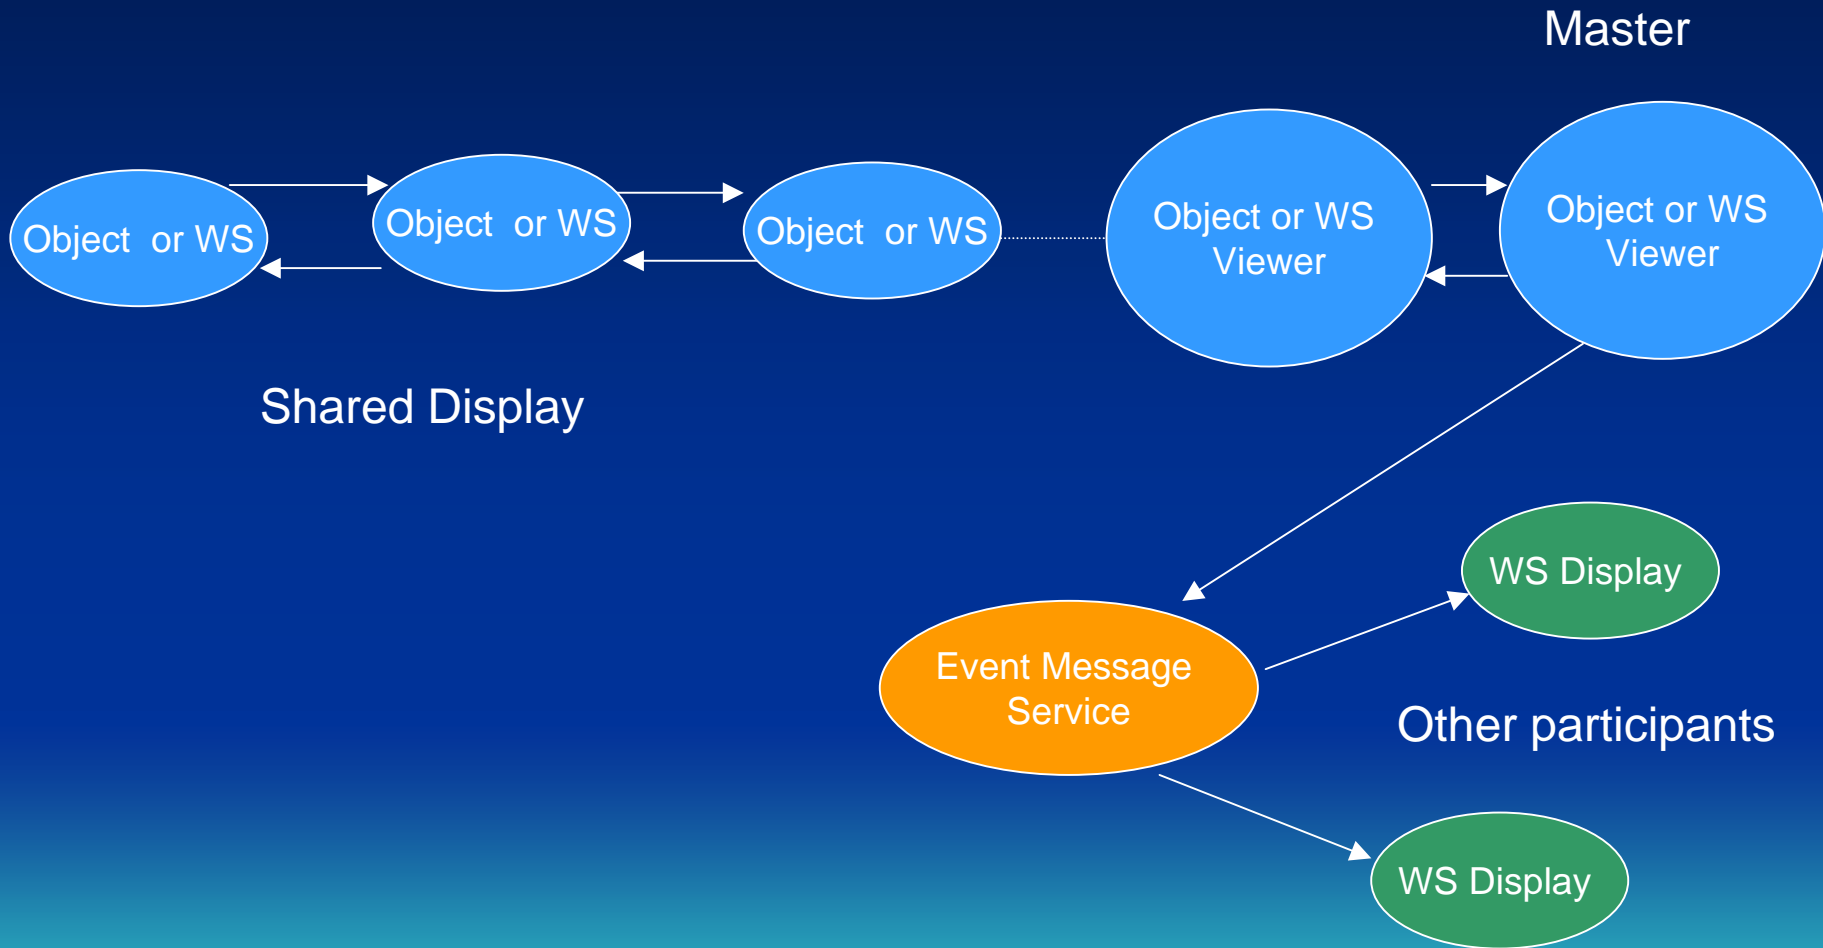 Master
Object or WS
Object or WS
Object or WS
Object or WS
Viewer
Object or WS
Viewer
Shared Display
WS Display
Event Message
Service
Other participants
WS Display